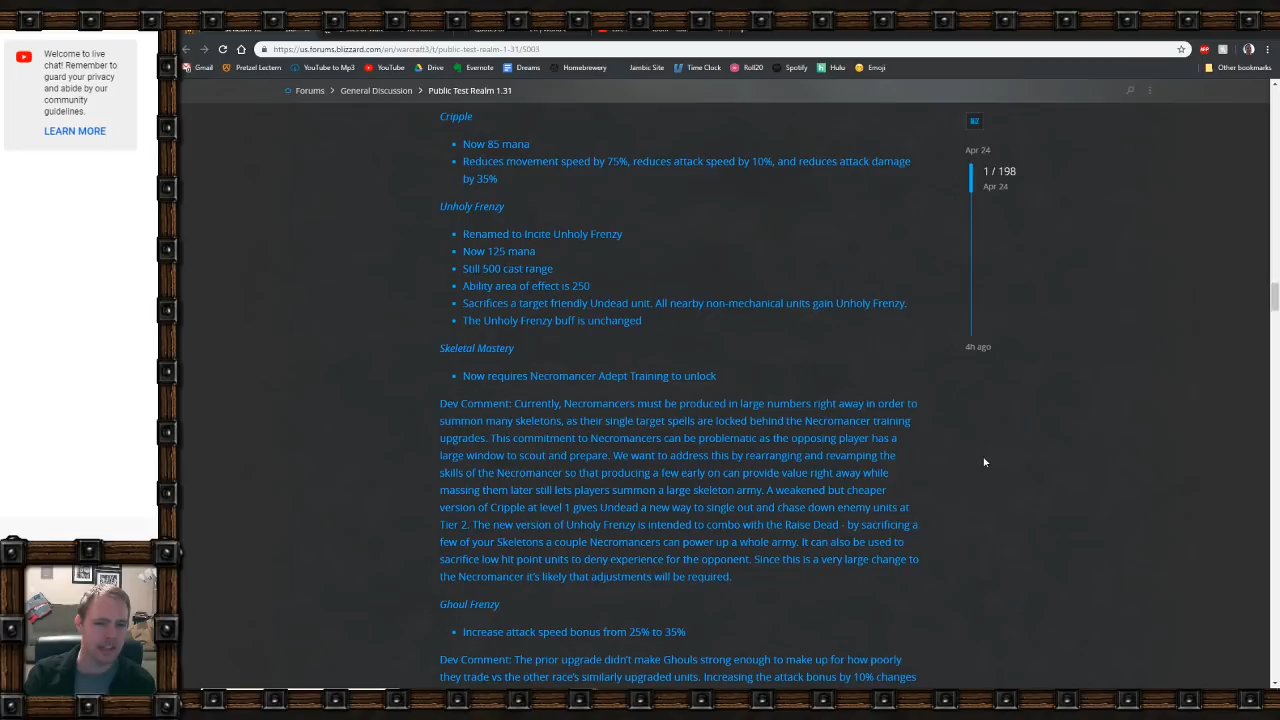 Welcome to live
chat! Remember to
guard your privacy
and abide by our
community
guidelines.
LEARN MORE
https://us.forums.blizzard.com/en/warcraft3/t/public-test-realm-1-31/5003
Gmail Pretzel Lectern YouTube to Mp3 YouTube Drive Evernote Dreams Homebrewery Jambic Site Time Clock Roll20 Spotify Hulu Emoji Other bookmarks
Forums > General Discussion > Public Test Realm 1.31
Cripple
• Now 85 mana
• Reduces movement speed by 75%, reduces attack speed by 10%, and reduces attack damage
by 35%
Unholy Frenzy
• Renamed to Incite Unholy Frenzy
• Now 125 mana
• Still 500 cast range
• Ability area of effect is 250
• Sacrifices a target friendly Undead unit. All nearby non-mechanical units gain Unholy Frenzy.
• The Unholy Frenzy buff is unchanged
Skeletal Mastery
• Now requires Necromancer Adept Training to unlock
Dev Comment: Currently, Necromancers must be produced in large numbers right away in order to
summon many skeletons, as their single target spells are locked behind the Necromancer training
upgrades. This commitment to Necromancers can be problematic as the opposing player has a
large window to scout and prepare. We want to address this by rearranging and revamping the
skills of the Necromancer so that producing a few early on can provide value right away while
massing them later still lets players summon a large skeleton army. A weakened but cheaper
version of Cripple at level 1 gives Undead a new way to single out and chase down enemy units at
Tier 2. The new version of Unholy Frenzy is intended to combo with the Raise Dead - by sacrificing a
few of your Skeletons a couple Necromancers can power up a whole army. It can also be used to
sacrifice low hit point units to deny experience for the opponent. Since this is a very large change to
the Necromancer it's likely that adjustments will be required.
Ghoul Frenzy
• Increase attack speed bonus from 25% to 35%
Dev Comment: The prior upgrade didn't make Ghouls strong enough to make up for how poorly
they trade vs the other race's similarly upgraded units. Increasing the attack bonus by 10% changes
Apr 24
1 / 198
Apr 24
4h ago